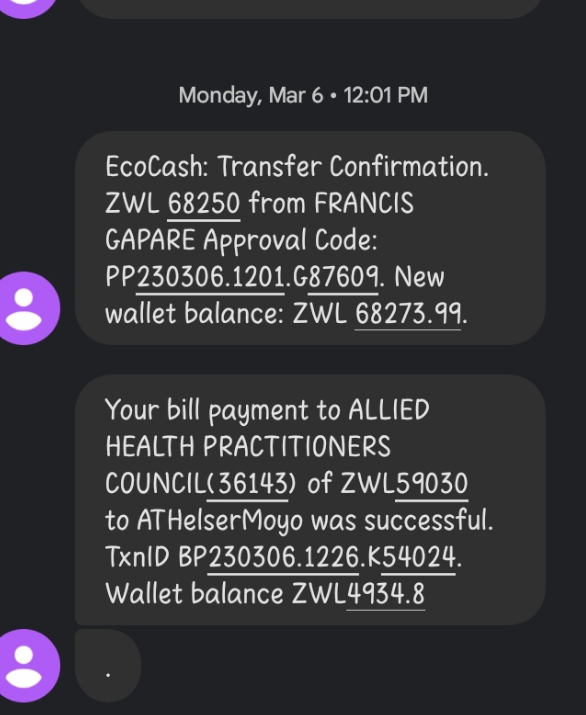 Monday, Mar 6 • 12:01 PM
EcoCash: Transfer Confirmation.
ZWL 68250 from FRANCIS
GAPARE Approval Code:
PP230306.1201.G87609. New
wallet balance: ZWL 68273.99.
Your bill payment to ALLIED
HEALTH PRACTITIONERS
COUNCIL(36143) of ZWL59030
to ATHelserMoyo was successful.
TxnID BP230306.1226.K54024.
Wallet balance ZWL4934.8
.